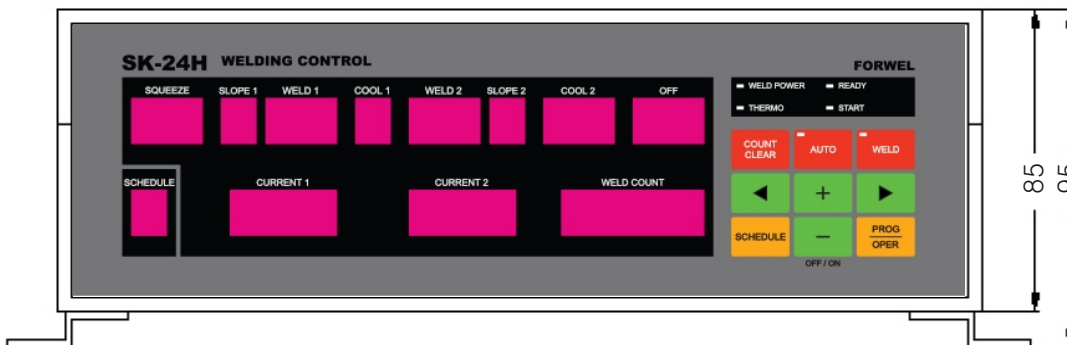 SK-24H WELDING CONTROL
FORWEL
SQUEEZE SLOPE 1 WELD 1 COOL 1 WELD 2 SLOPE 2 COOL 2 OFF
WELD POWER READY
THERMO START
SCHEDULE CURRENT 1 CURRENT 2 WELD COUNT
COUNT CLEAR
AUTO
WELD
+
SCHEDULE
−
PROG
OPER
OFF / ON
85